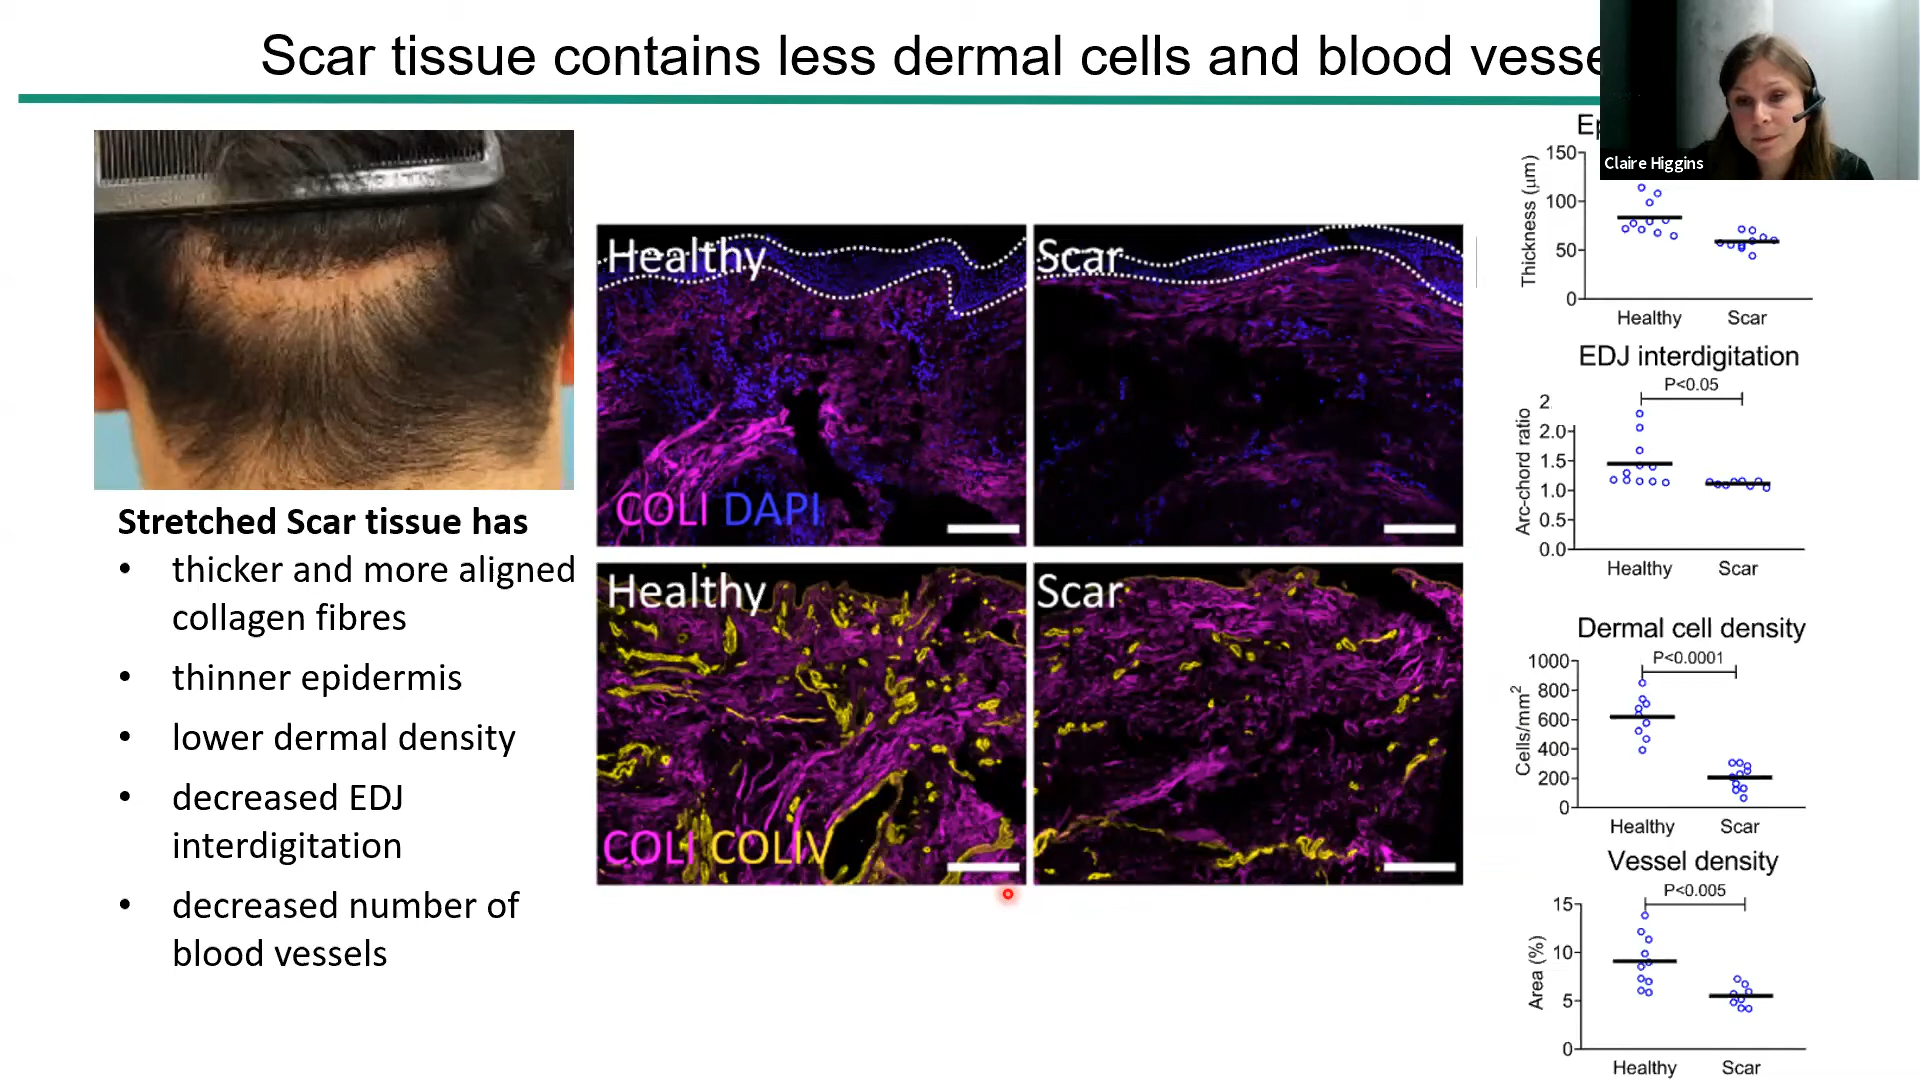 Scar tissue contains less dermal cells and blood
Claire Higgins
Stretched Scar tissue has
• thicker and more aligned
collagen fibres
• thinner epidermis
• lower dermal density
• decreased EDJ
interdigitation
• decreased number of
blood vessels
Healthy
Scar
COLI DAPI
Healthy
Scar
COLI COLIV
Thickness (μm)
150
100
50
0
Healthy Scar
EDJ interdigitation
P<0.05
Arc-chord ratio
2
2.0
1.5
1.0
0.5
0.0
Healthy Scar
Dermal cell density
P<0.0001
Cells/mm²
1000
800
600
400
200
0
Healthy Scar
Vessel density
P<0.005
Area (%)
15
10
5
0
Healthy Scar